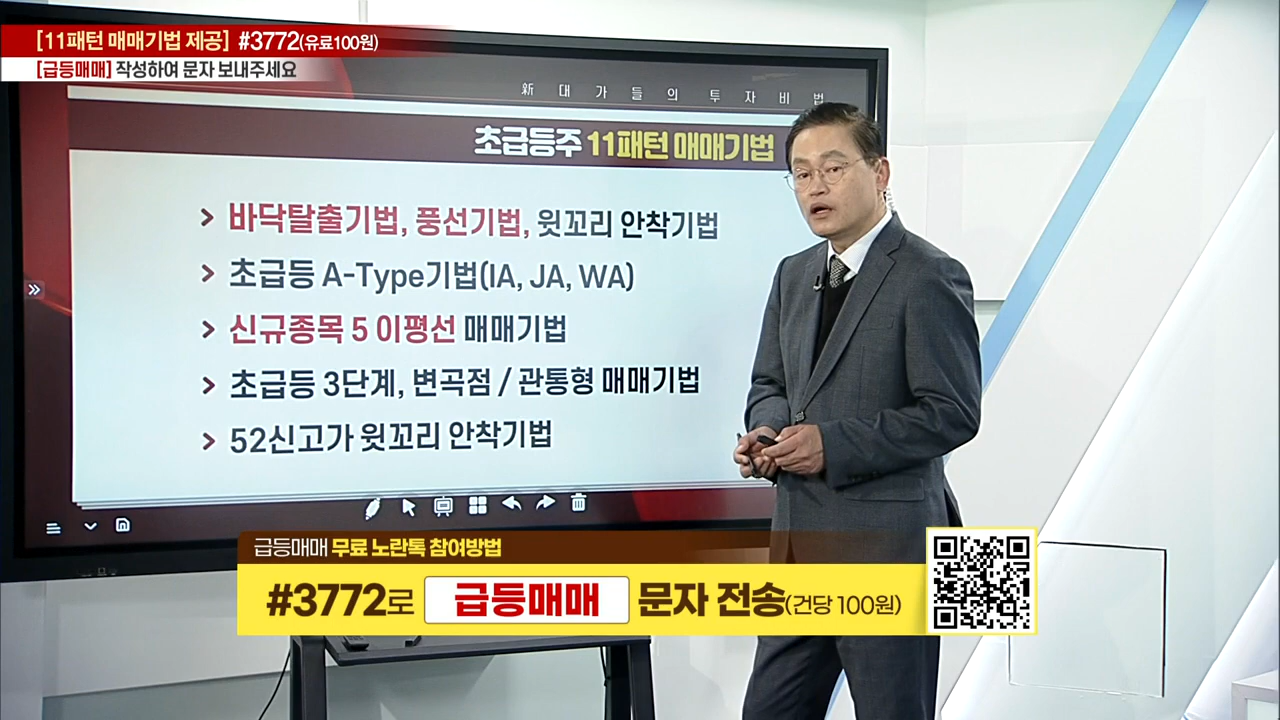 [11패턴 매매기법 제공] #3772(유료100원)
[급등매매] 작성하여 문자 보내주세요
新 대 가 들 의 투 자 비 법
초급등주 11패턴 매매기법
> 바닥탈출기법, 풍선기법, 윗꼬리 안착기법
> 초급등 A-Type기법(IA, JA, WA)
> 신규종목 5 이평선 매매기법
> 초급등 3단계, 변곡점 / 관통형 매매기법
> 52신고가 윗꼬리 안착기법
급등매매 무료 노란톡 참여방법
#3772로 급등매매 문자 전송(건당 100원)